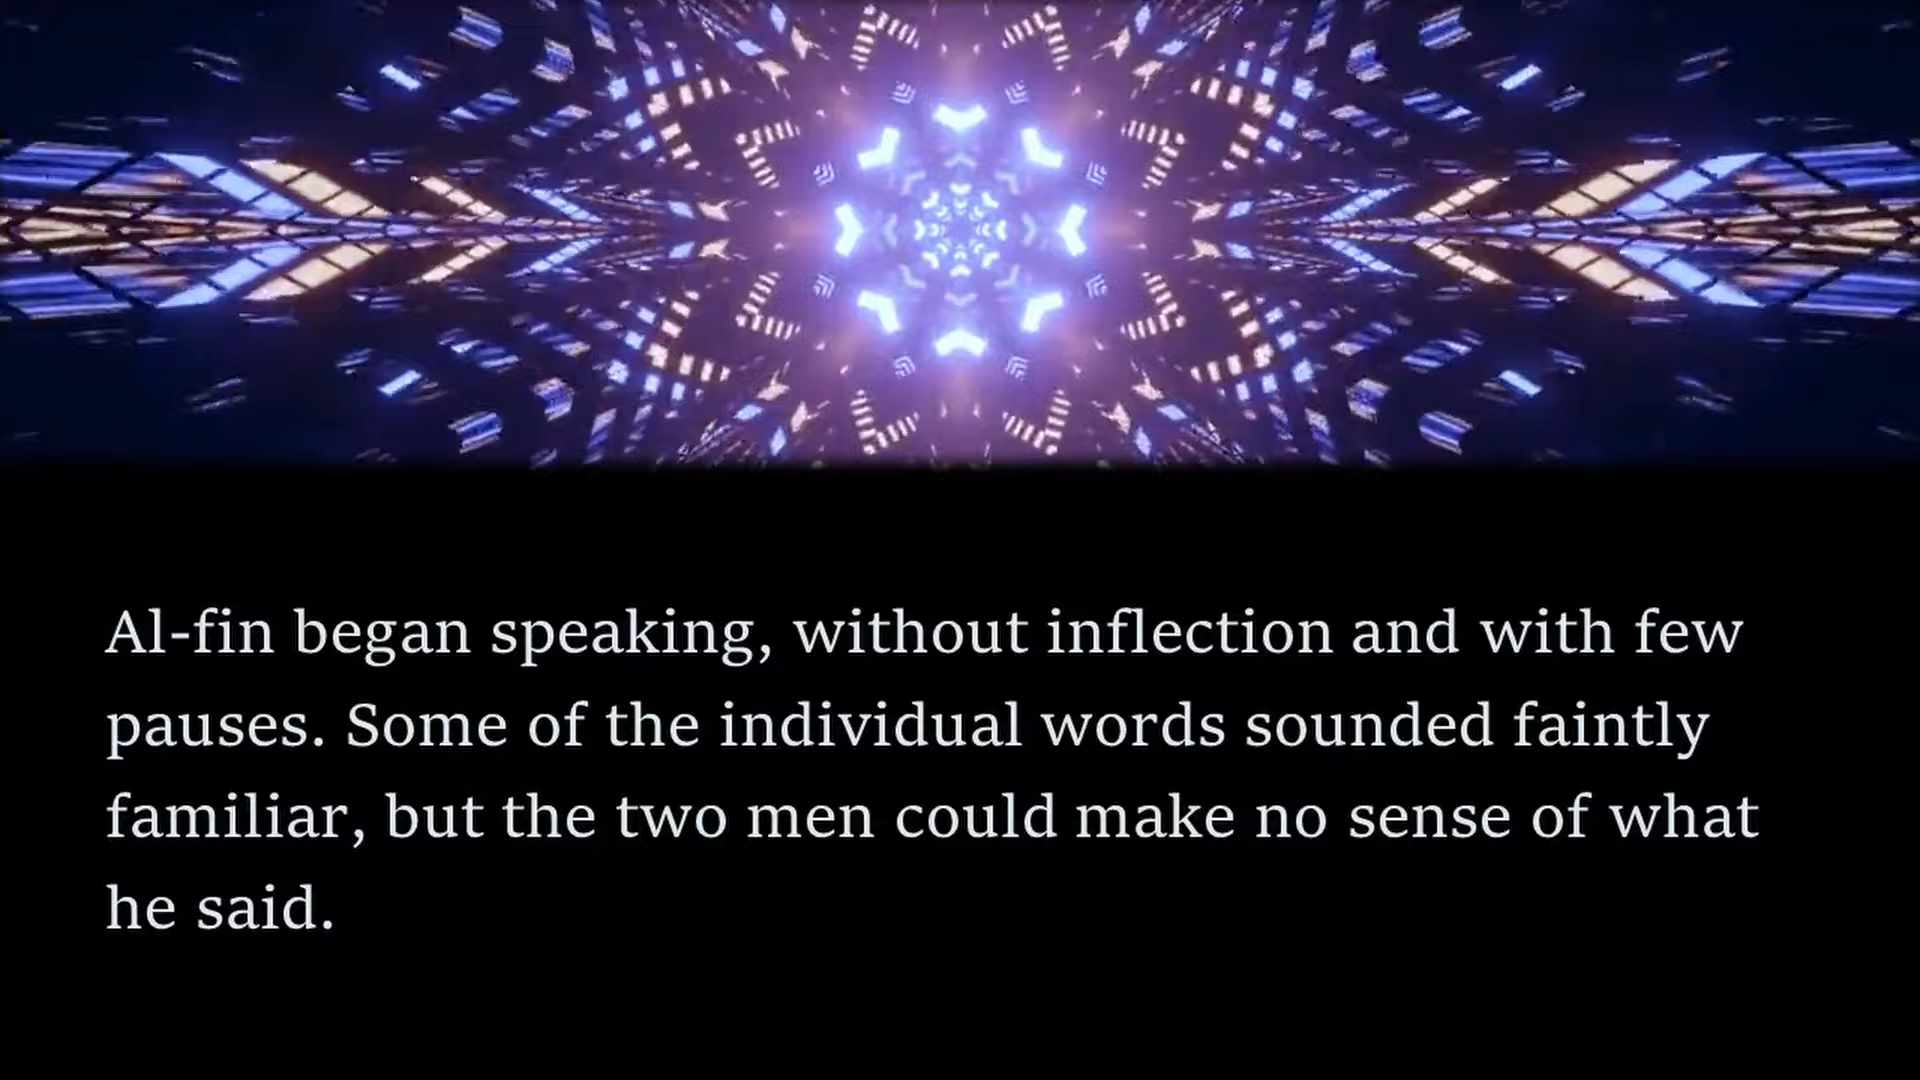 Al-fin began speaking, without inflection and with few
pauses. Some of the individual words sounded faintly
familiar, but the two men could make no sense of what
he said.